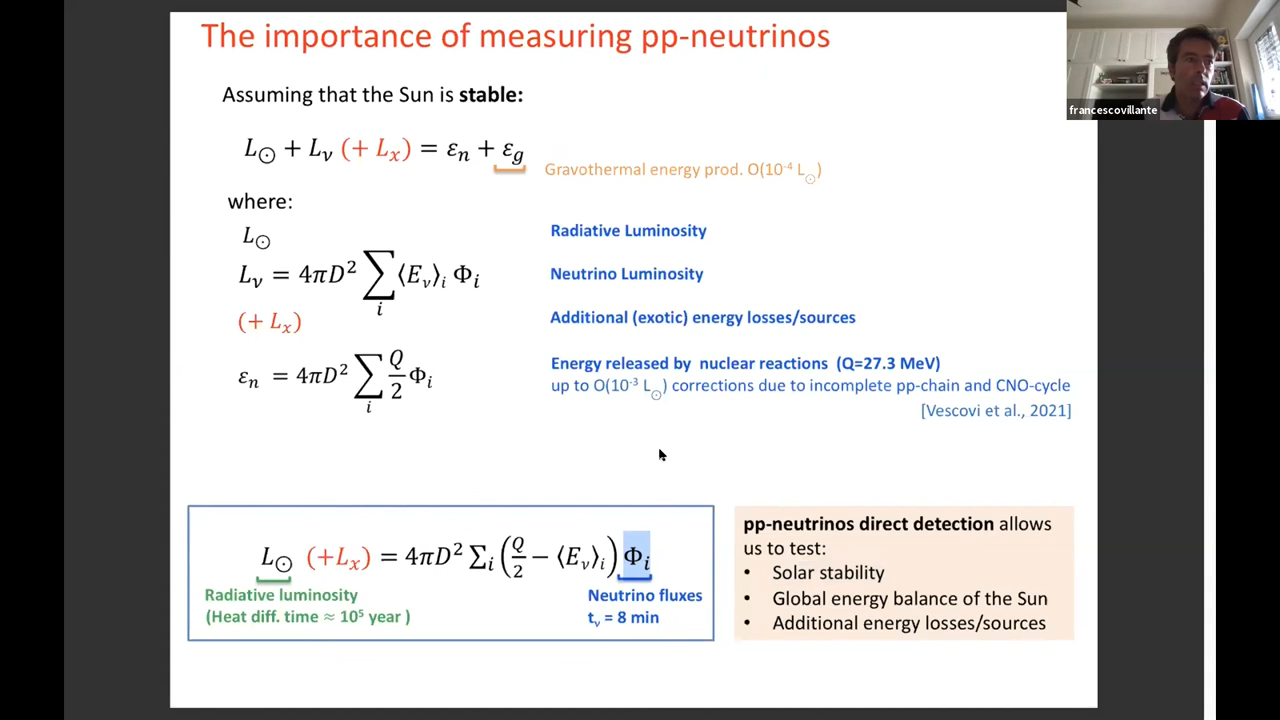 The importance of measuring pp-neutrinos
francescovillante
Assuming that the Sun is stable:
L⊙ + Lν (+ Lx) = εn + εg
Gravothermal energy prod. O(10⁻⁴ L⊙)
where:
L⊙ Radiative Luminosity
Lν = 4πD² ∑i ⟨Eν⟩i Φi Neutrino Luminosity
(+ Lx) Additional (exotic) energy losses/sources
εn = 4πD² ∑i Q/2 Φi Energy released by nuclear reactions (Q=27.3 MeV)
up to O(10⁻³ L⊙) corrections due to incomplete pp-chain and CNO-cycle
[Vescovi et al., 2021]
L⊙ (+Lx) = 4πD² ∑i (Q/2 − ⟨Eν⟩i) Φi
Radiative luminosity
(Heat diff. time ≈ 10⁵ year )
Neutrino fluxes
tν = 8 min
pp-neutrinos direct detection allows
us to test:
• Solar stability
• Global energy balance of the Sun
• Additional energy losses/sources